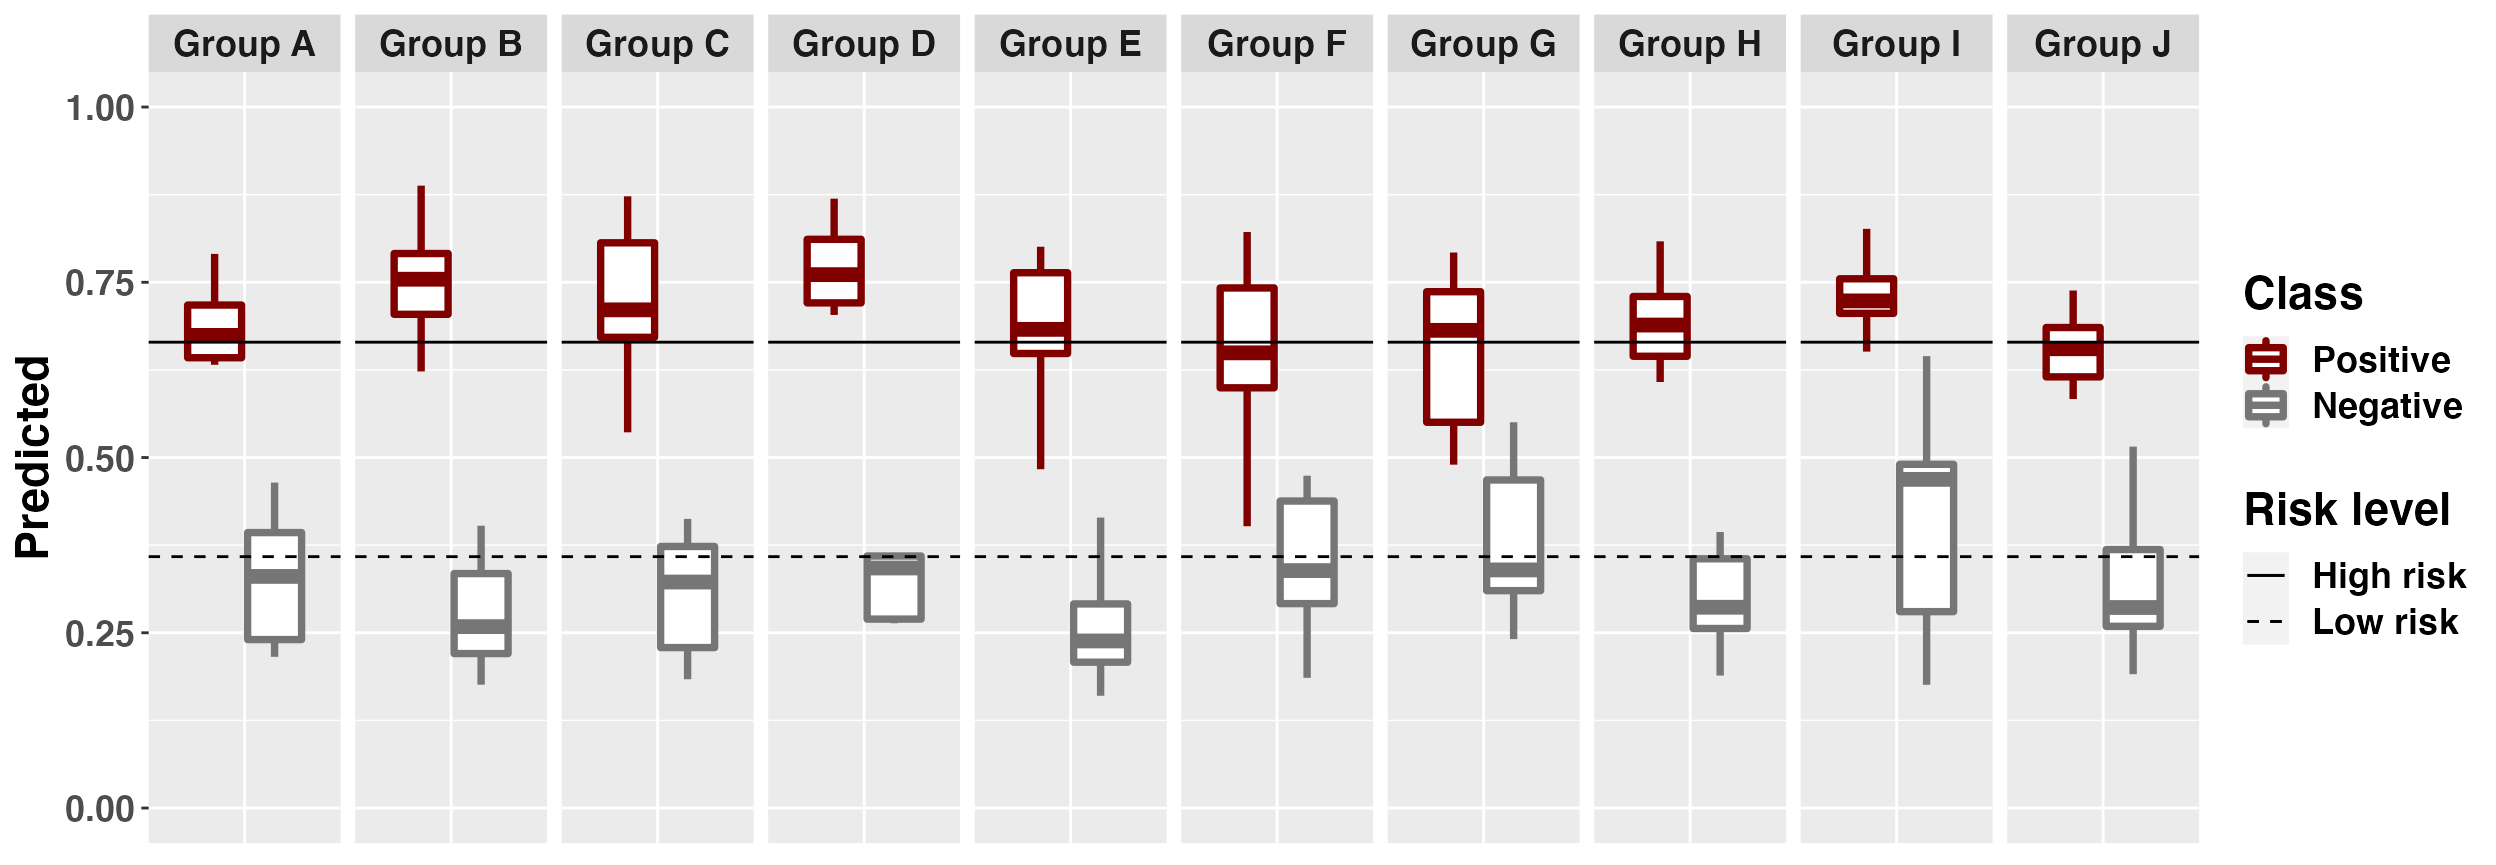 Group A Group B Group C Group D Group E Group F Group G Group H Group I Group J
1.00
0.75
0.50
0.25
0.00
Predicted
Class
Positive
Negative
Risk level
High risk
Low risk